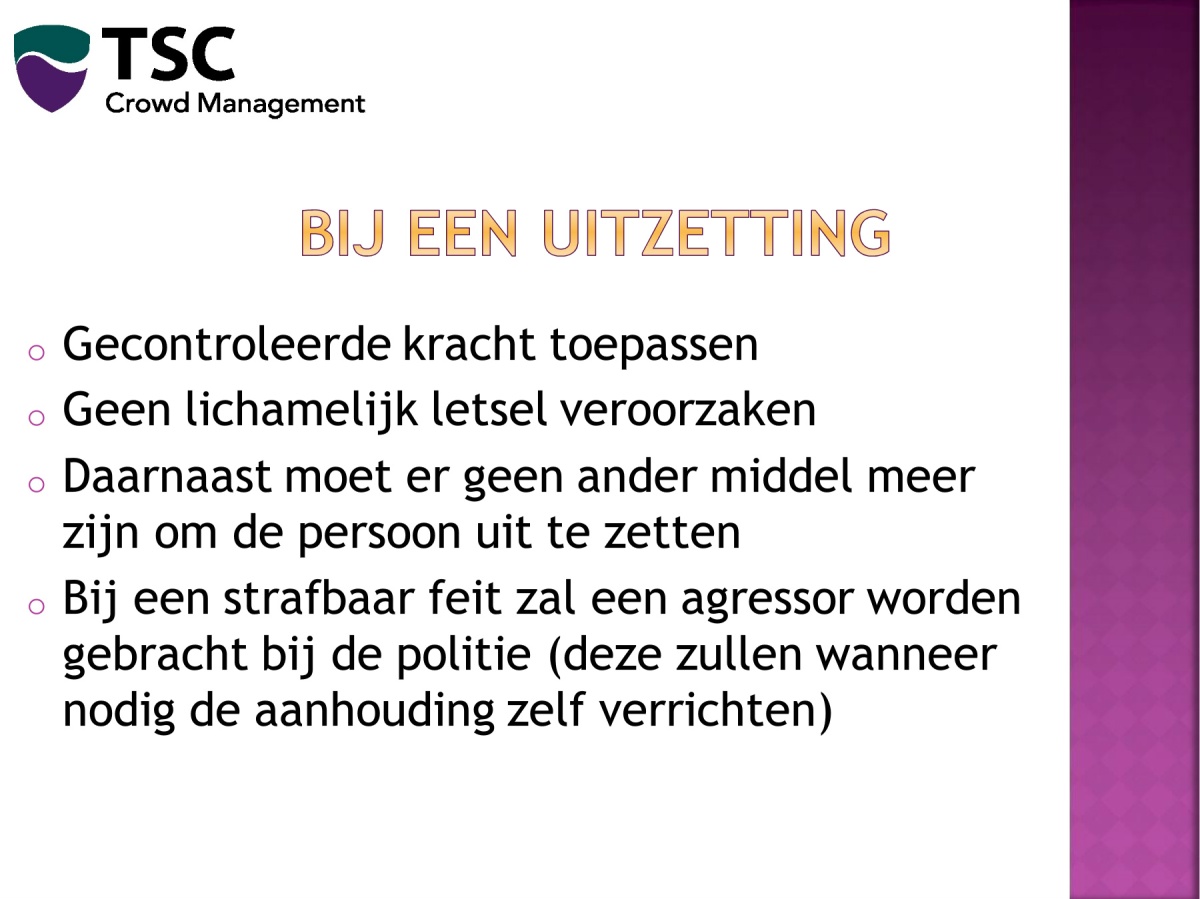 TSC
Crowd Management
BIJ EEN UITZETTING
o Gecontroleerde kracht toepassen
o Geen lichamelijk letsel veroorzaken
o Daarnaast moet er geen ander middel meer
zijn om de persoon uit te zetten
o Bij een strafbaar feit zal een agressor worden
gebracht bij de politie (deze zullen wanneer
nodig de aanhouding zelf verrichten)